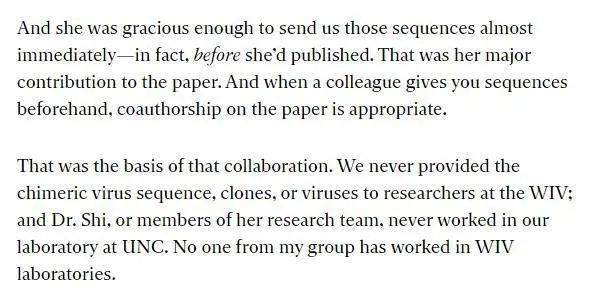 And she was gracious enough to send us those sequences almost
immediately—in fact, before she’d published. That was her major
contribution to the paper. And when a colleague gives you sequences
beforehand, coauthorship on the paper is appropriate.
That was the basis of that collaboration. We never provided the
chimeric virus sequence, clones, or viruses to researchers at the WIV;
and Dr. Shi, or members of her research team, never worked in our
laboratory at UNC. No one from my group has worked in WIV
laboratories.